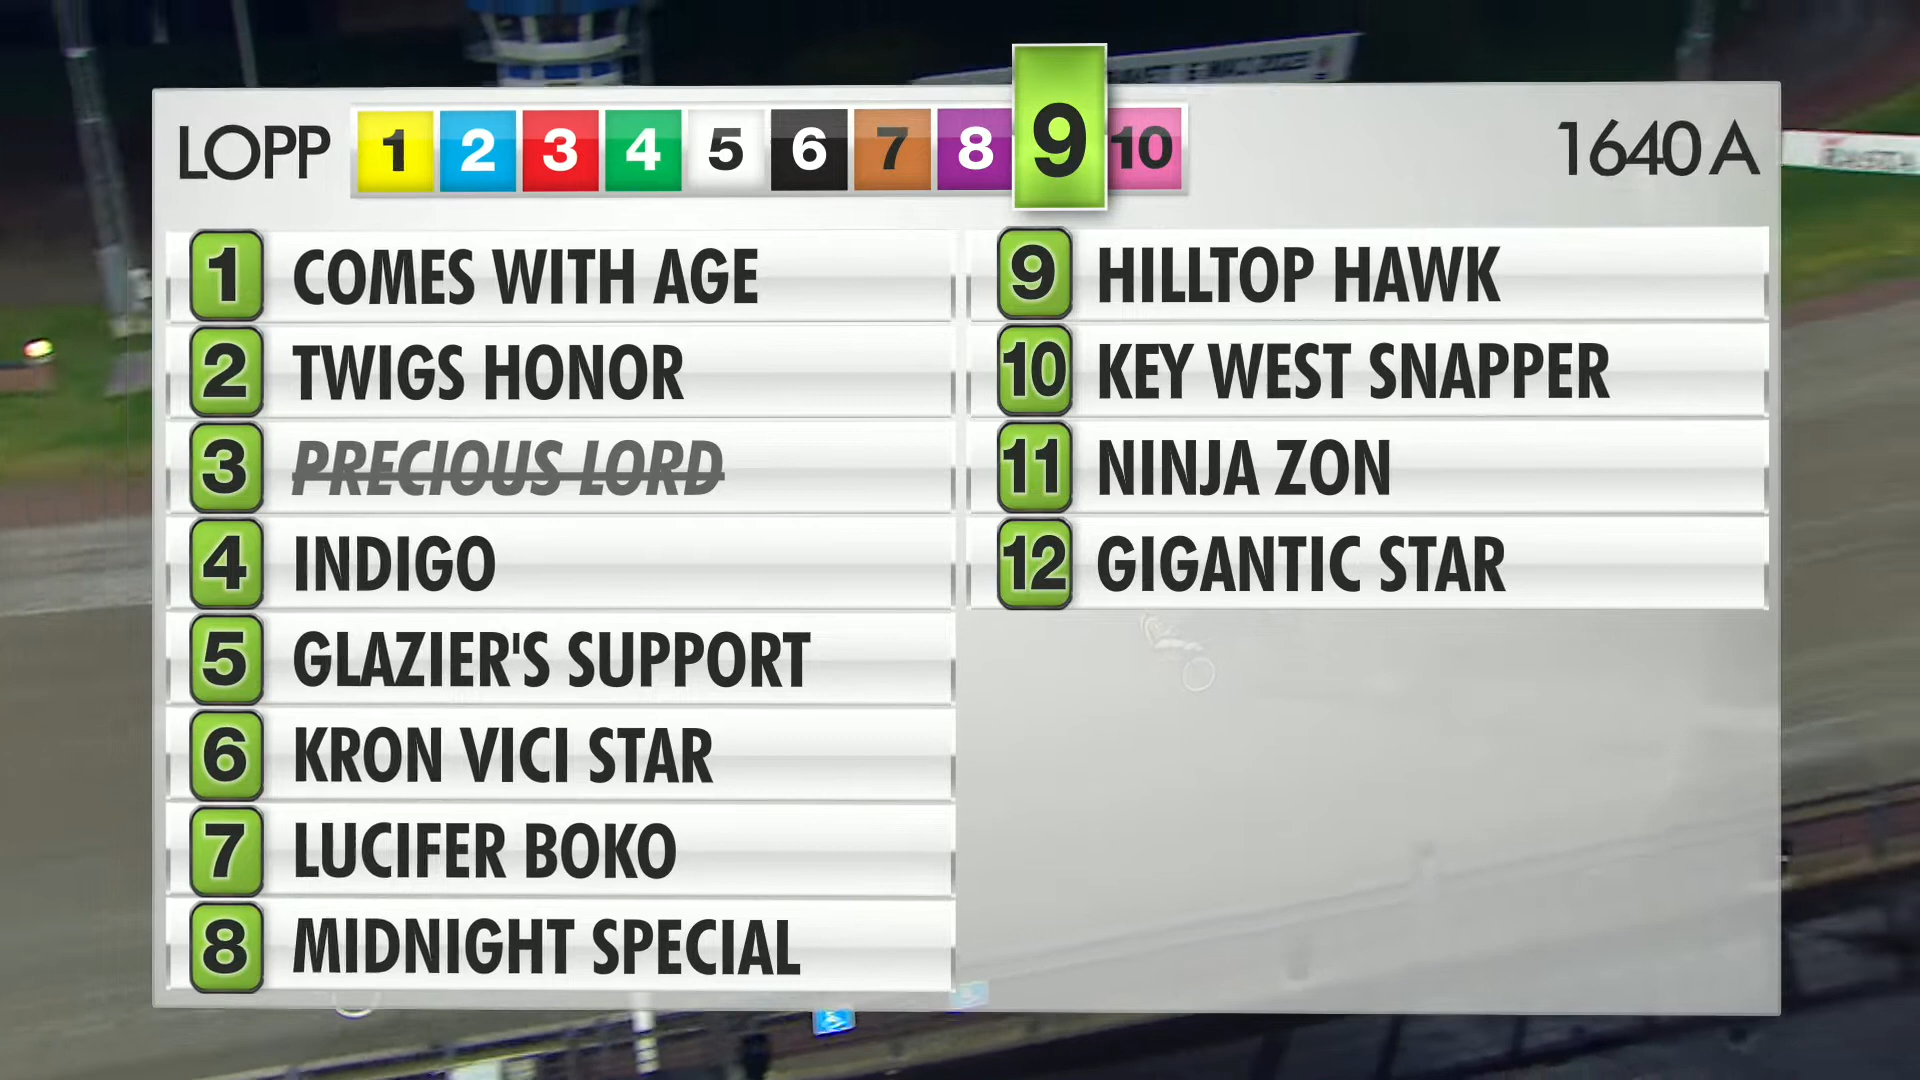 LOPP 1 2 3 4 5 6 7 8 9 10 1640 A
1 COMES WITH AGE
2 TWIGS HONOR
3 PRECIOUS LORD
4 INDIGO
5 GLAZIER'S SUPPORT
6 KRON VICI STAR
7 LUCIFER BOKO
8 MIDNIGHT SPECIAL
9 HILLTOP HAWK
10 KEY WEST SNAPPER
11 NINJA ZON
12 GIGANTIC STAR